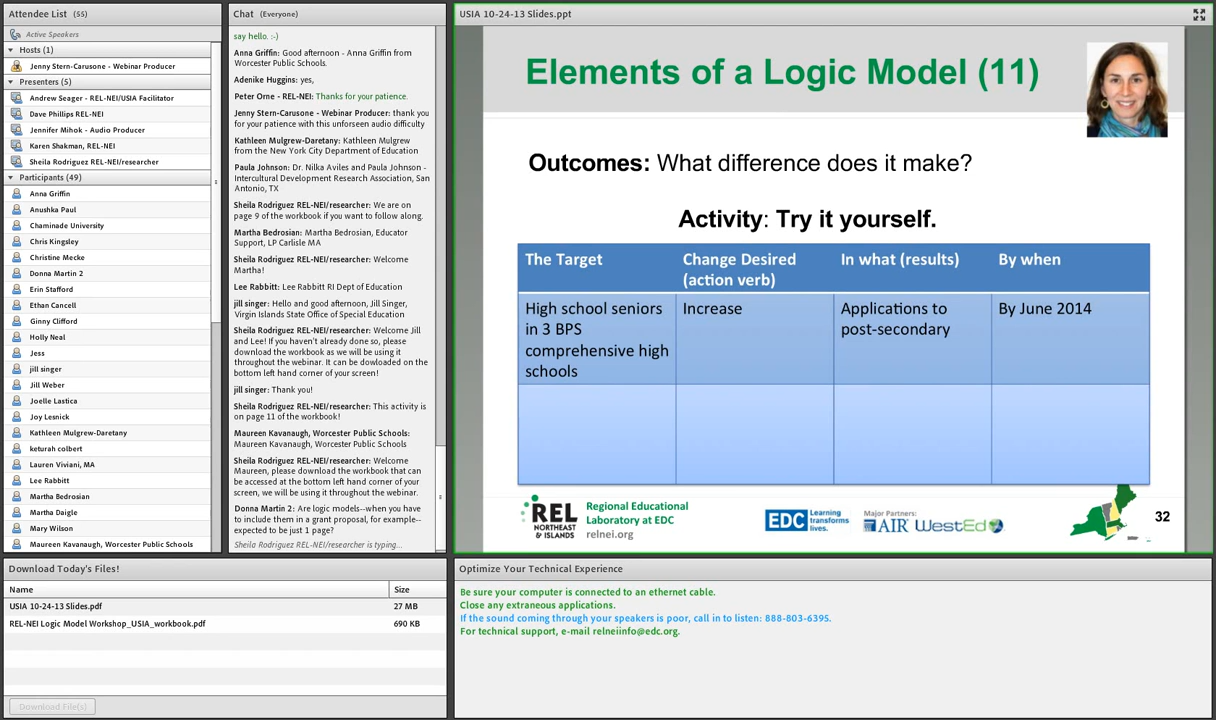 Attendee List (55)
Active Speakers
Hosts (1)
Jenny Stern-Carusone - Webinar Producer
Presenters (5)
Andrew Seager - REL-NEI/USIA Facilitator
Dave Phillips REL-NEI
Jennifer Mihok - Audio Producer
Karen Shakman, REL-NEI
Sheila Rodriguez REL-NEI/researcher
Participants (49)
Anna Griffin
Anushka Paul
Chaminade University
Chris Kingsley
Christine Mecke
Donna Martin 2
Erin Stafford
Ethan Cancell
Ginny Clifford
Holly Neal
Jess
jill singer
Jill Weber
Joelle Lastica
Joy Lesnick
Kathleen Mulgrew-Daretany
keturah colbert
Lauren Viviani, MA
Lee Rabbitt
Martha Bedrosian
Martha Daigle
Mary Wilson
Maureen Kavanaugh, Worcester Public Schools
Chat (Everyone)
say hello. :-)
Anna Griffin: Good afternoon - Anna Griffin from
Worcester Public Schools.
Adenike Huggins: yes,
Peter Orne - REL-NEI: Thanks for your patience.
Jenny Stern-Carusone - Webinar Producer: thank you
for your patience with this unforseen audio difficulty
Kathleen Mulgrew-Daretany: Kathleen Mulgrew
from the New York City Department of Education
Paula Johnson: Dr. Nilka Aviles and Paula Johnson -
Intercultural Development Research Association, San
Antonio, TX
Sheila Rodriguez REL-NEI/researcher: We are on
page 9 of the workbook if you want to follow along.
Martha Bedrosian: Martha Bedrosian, Educator
Support, LP Carlisle MA
Sheila Rodriguez REL-NEI/researcher: Welcome
Martha!
Lee Rabbitt: Lee Rabbitt RI Dept of Education
jill singer: Hello and good afternoon, Jill Singer,
Virgin Islands State Office of Special Education
Sheila Rodriguez REL-NEI/researcher: Welcome Jill
and Lee! If you haven't already done so, please
download the workbook as we will be using it
throughout the webinar. It can be dowloaded on the
bottom left hand corner of your screen!
jill singer: Thank you!
Sheila Rodriguez REL-NEI/researcher: This activity is
on page 11 of the workbook!
Maureen Kavanaugh, Worcester Public Schools:
Maureen Kavanaugh, Worcester Public Schools
Sheila Rodriguez REL-NEI/researcher: Welcome
Maureen, please download the workbook that can
be accessed at the bottom left hand corner of your
screen, we will be using it throughout the webinar.
Donna Martin 2: Are logic models--when you have
to include them in a grant proposal, for example--
expected to be just 1 page?
Sheila Rodriguez REL-NEI/researcher is typing...
USIA 10-24-13 Slides.ppt
Elements of a Logic Model (11)
Outcomes: What difference does it make?
Activity: Try it yourself.
The Target
Change Desired
(action verb)
In what (results)
By when
High school seniors
in 3 BPS
comprehensive high
schools
Increase
Applications to
post-secondary
By June 2014
REL
NORTHEAST
& ISLANDS
Regional Educational
Laboratory at EDC
relnei.org
EDC
Learning
transforms
lives.
Major Partners:
AIR WestEd
32
Download Today's Files!
Name
Size
USIA 10-24-13 Slides.pdf
27 MB
REL-NEI Logic Model Workshop_USIA_workbook.pdf
690 KB
Download File(s)
Optimize Your Technical Experience
Be sure your computer is connected to an ethernet cable.
Close any extraneous applications.
If the sound coming through your speakers is poor, call in to listen: 888-803-6395.
For technical support, e-mail relneiinfo@edc.org.